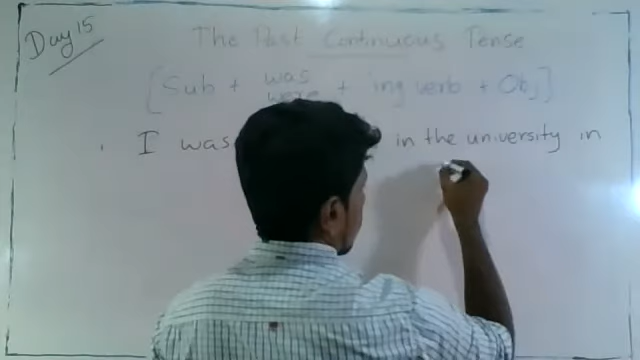 Day 15
The Past Continuous Tense
[Sub + was + ing verb + Obj]
were
I was in the university in